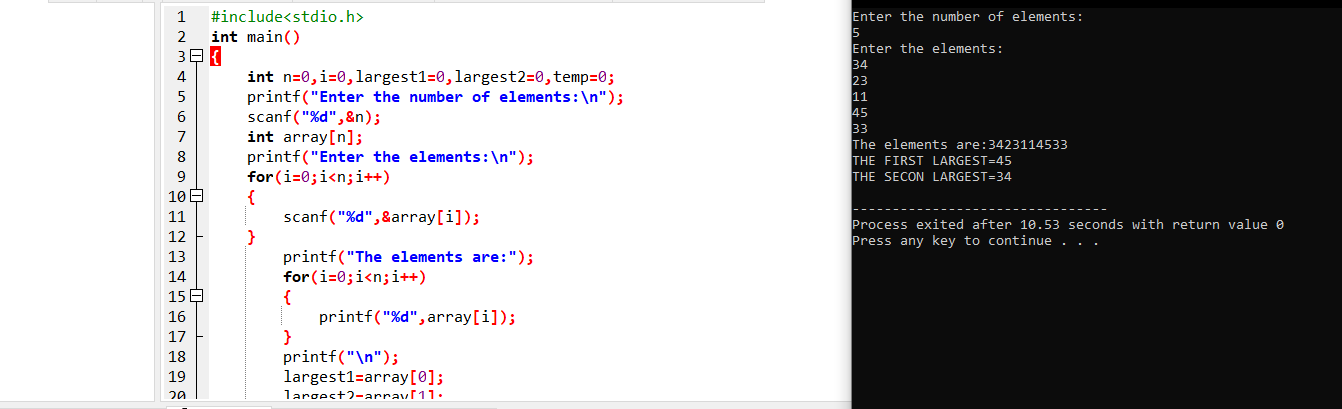 1 #include<stdio.h>
2 int main()
3 {
4 int n=0,i=0,largest1=0,largest2=0,temp=0;
5 printf("Enter the number of elements:\n");
6 scanf("%d",&n);
7 int array[n];
8 printf("Enter the elements:\n");
9 for(i=0;i<n;i++)
10 {
11 scanf("%d",&array[i]);
12 }
13 printf("The elements are:");
14 for(i=0;i<n;i++)
15 {
16 printf("%d",array[i]);
17 }
18 printf("\n");
19 largest1=array[0];
20 largest2=array[1];
Enter the number of elements:
5
Enter the elements:
34
23
11
45
33
The elements are:3423114533
THE FIRST LARGEST=45
THE SECON LARGEST=34
--------------------------------
Process exited after 10.53 seconds with return value 0
Press any key to continue . . .